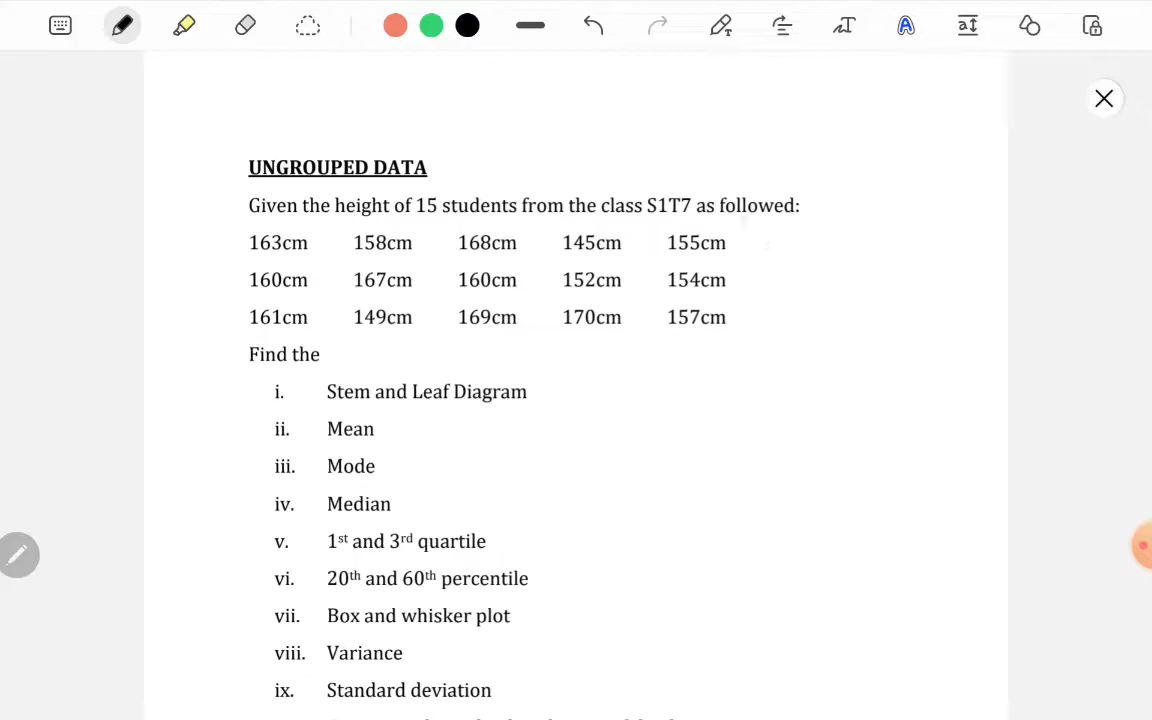 UNGROUPED DATA
Given the height of 15 students from the class S1T7 as followed:
163cm 158cm 168cm 145cm 155cm
160cm 167cm 160cm 152cm 154cm
161cm 149cm 169cm 170cm 157cm
Find the
i. Stem and Leaf Diagram
ii. Mean
iii. Mode
iv. Median
v. 1st and 3rd quartile
vi. 20th and 60th percentile
vii. Box and whisker plot
viii. Variance
ix. Standard deviation